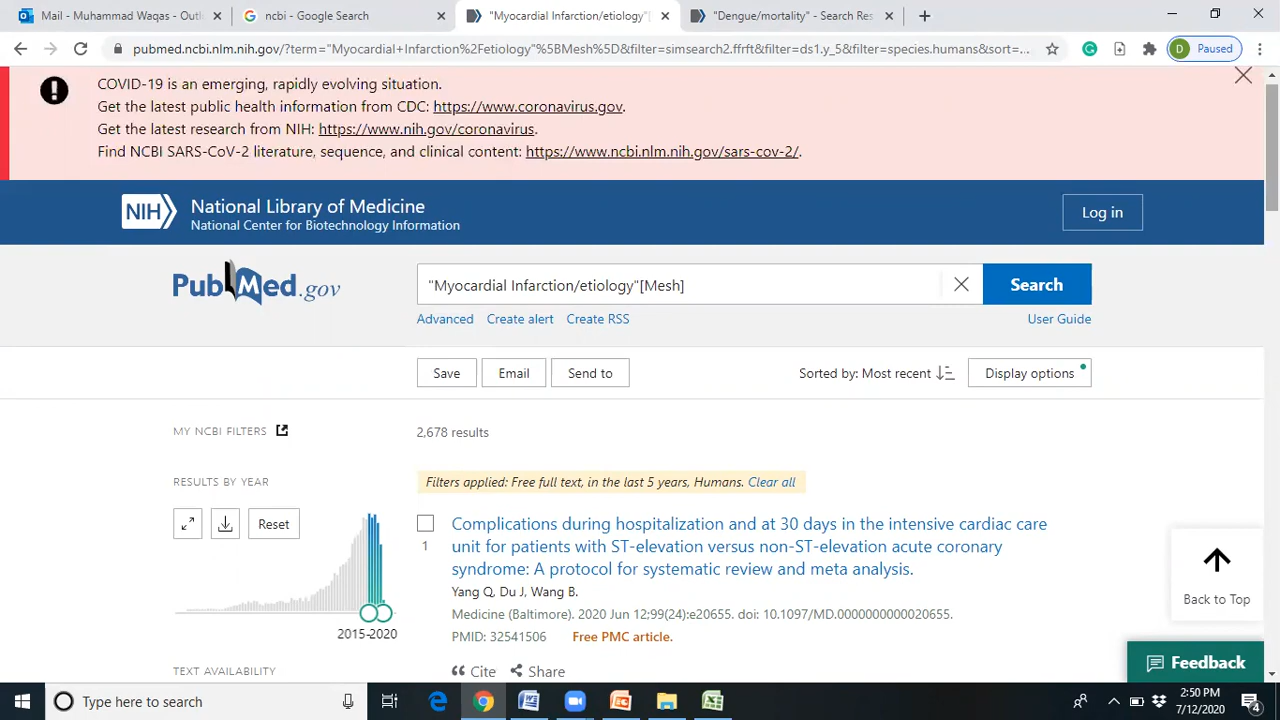 Mail - Muhammad Waqas - Outl
ncbi - Google Search
"Myocardial Infarction/etiology"[
"Dengue/mortality" - Search Res
pubmed.ncbi.nlm.nih.gov/?term="Myocardial+Infarction%2Fetiology"%5BMesh%5D&filter=simsearch2.ffrft&filter=ds1.y_5&filter=species.humans&sort=...
D Paused
COVID-19 is an emerging, rapidly evolving situation.
Get the latest public health information from CDC: https://www.coronavirus.gov.
Get the latest research from NIH: https://www.nih.gov/coronavirus.
Find NCBI SARS-CoV-2 literature, sequence, and clinical content: https://www.ncbi.nlm.nih.gov/sars-cov-2/.
NIH National Library of Medicine
National Center for Biotechnology Information
Log in
PubMed.gov
"Myocardial Infarction/etiology"[Mesh]
Search
Advanced Create alert Create RSS User Guide
Save Email Send to Sorted by: Most recent Display options
MY NCBI FILTERS
2,678 results
RESULTS BY YEAR
Filters applied: Free full text, in the last 5 years, Humans. Clear all
Reset
2015-2020
1
Complications during hospitalization and at 30 days in the intensive cardiac care
unit for patients with ST-elevation versus non-ST-elevation acute coronary
syndrome: A protocol for systematic review and meta analysis.
Yang Q, Du J, Wang B.
Medicine (Baltimore). 2020 Jun 12;99(24):e20655. doi: 10.1097/MD.0000000000020655.
PMID: 32541506 Free PMC article.
Cite Share
TEXT AVAILABILITY
Back to Top
Feedback
Type here to search
2:50 PM
7/12/2020
4